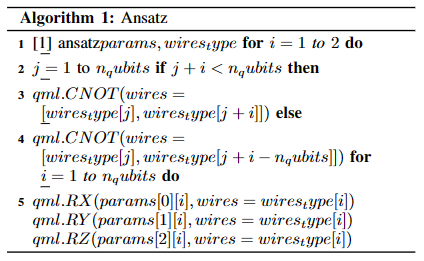 Algorithm 1: Ansatz
1 [1] ansatzparams, wires_type for i = 1 to 2 do
2 j = 1 to n_qubits if j + i < n_qubits then
3 qml.CNOT(wires =
[wires_type[j], wires_type[j + i]]) else
4 qml.CNOT(wires =
[wires_type[j], wires_type[j + i − n_qubits]]) for
i = 1 to n_qubits do
5 qml.RX(params[0][i], wires = wires_type[i])
qml.RY(params[1][i], wires = wires_type[i])
qml.RZ(params[2][i], wires = wires_type[i])